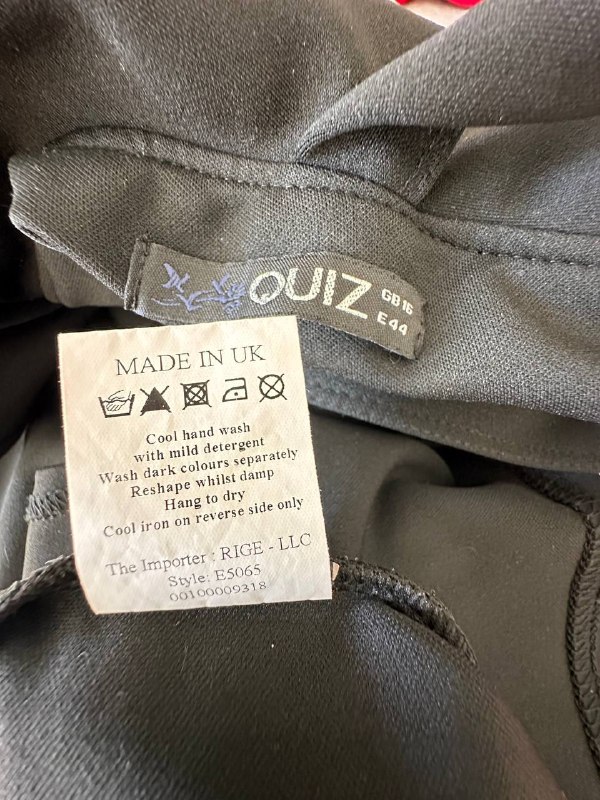 QUIZ
GB 16
E44
MADE IN UK
Cool hand wash
with mild detergent
Wash dark colours separately
Reshape whilst damp
Hang to dry
Cool iron on reverse side only
The Importer : RIGE - LLC
Style: E5065
00100009318